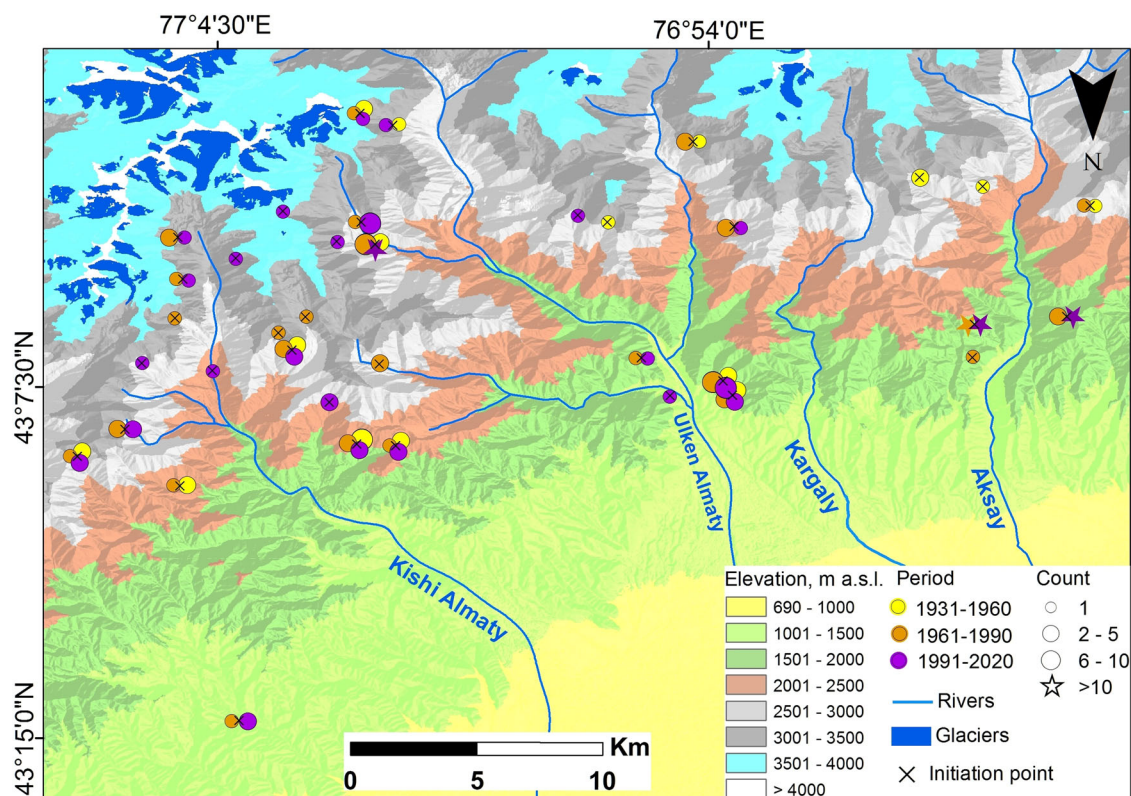 77°4'30"E
76°54'0"E
N
43°7'30"N
43°15'0"N
Ulken Almaty
Kargaly
Aksay
Kishi Almaty
Elevation, m a.s.l.
690 - 1000
1001 - 1500
1501 - 2000
2001 - 2500
2501 - 3000
3001 - 3500
3501 - 4000
> 4000
Period
1931-1960
1961-1990
1991-2020
Rivers
Glaciers
Initiation point
Count
1
2 - 5
6 - 10
>10
Km
0
5
10